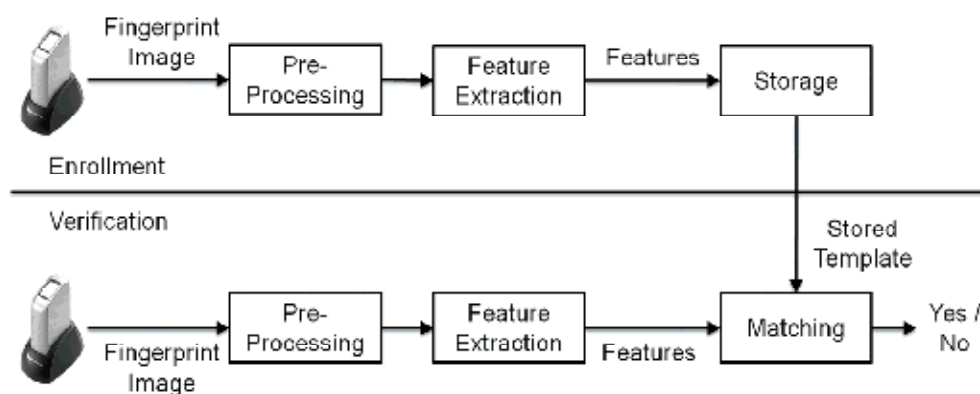 Fingerprint
Image
Pre-
Processing
Feature
Extraction
Features
Storage
Enrollment
Verification
Stored
Template
Fingerprint
Image
Pre-
Processing
Feature
Extraction
Features
Matching
Yes /
No